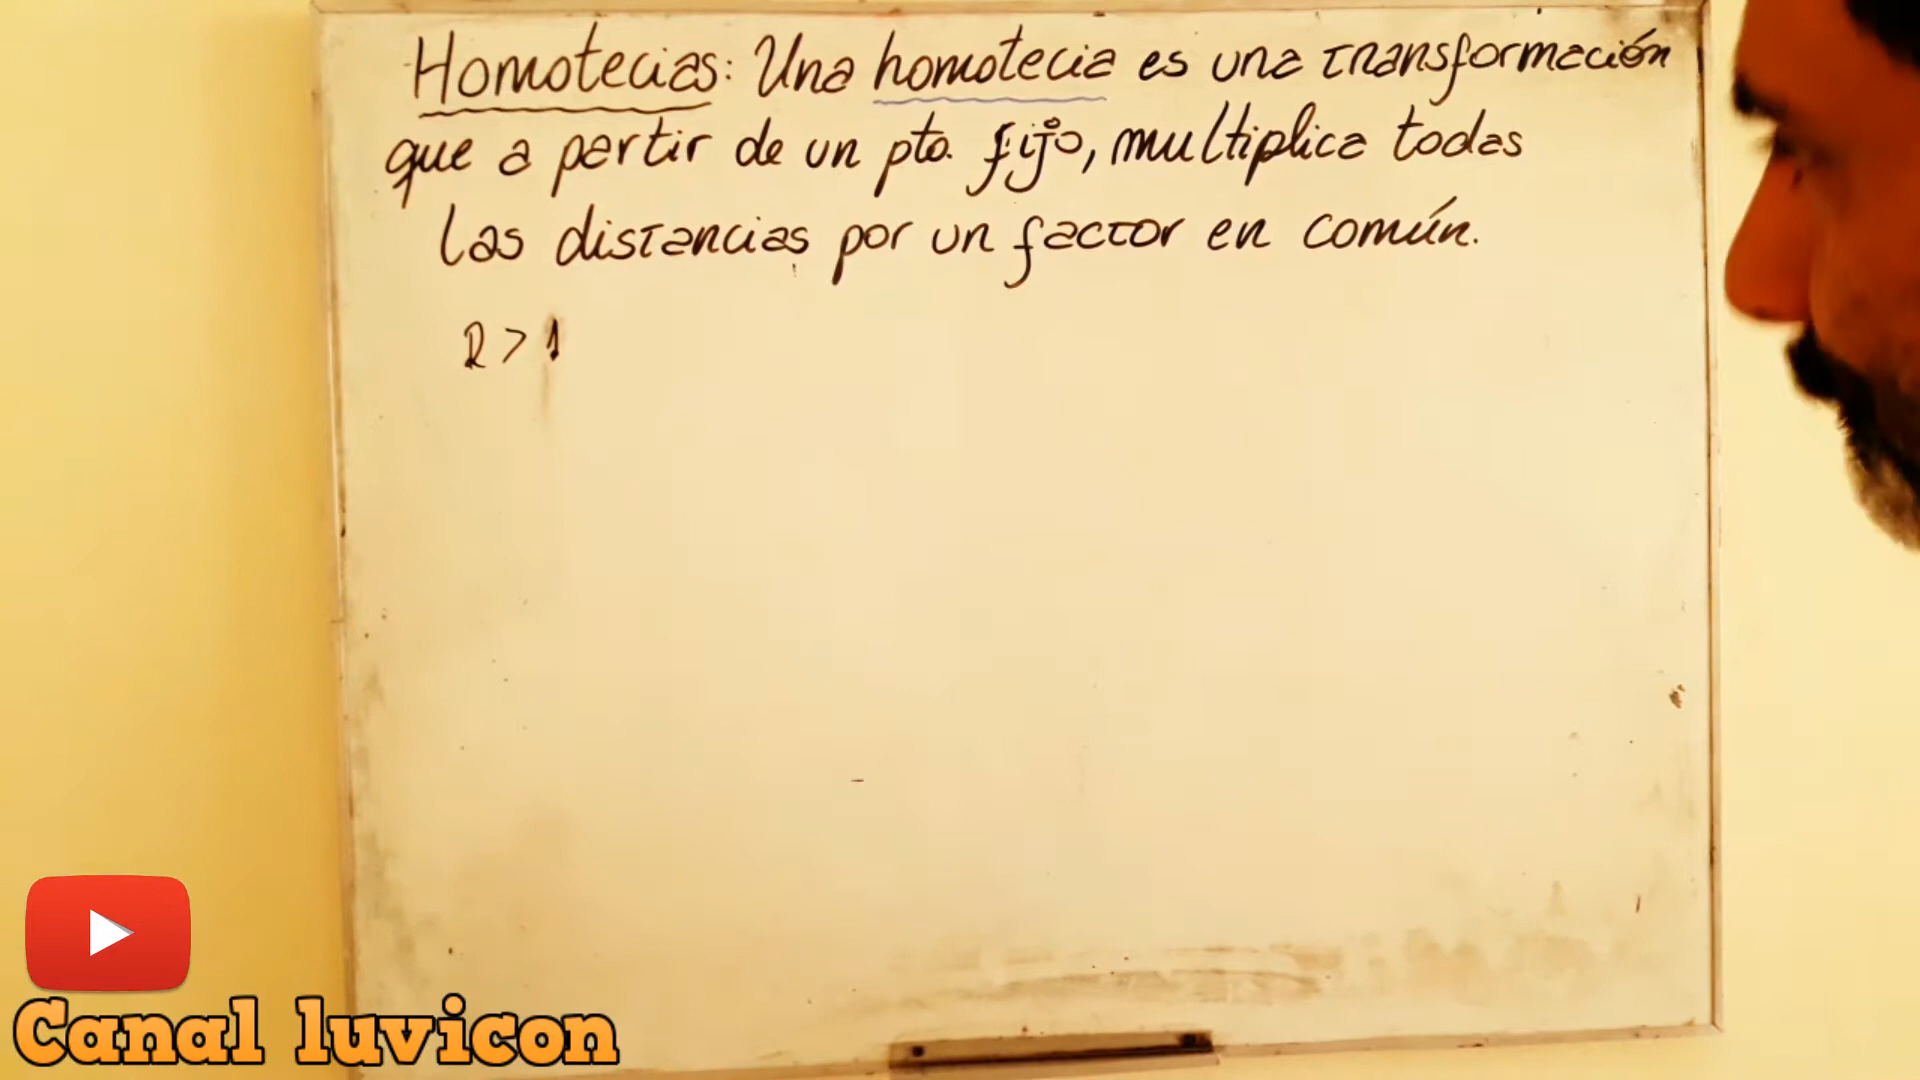 Homotecias: Una homotecia es una transformación
que a partir de un pto. fijo, multiplica todas
las distancias por un factor en común.
R > 1
Canal luvicon